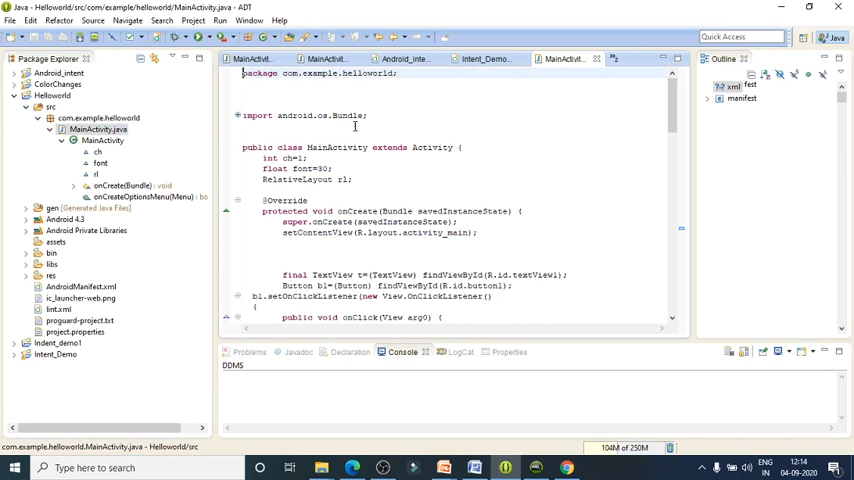 Java - Helloworld/src/com/example/helloworld/MainActivity.java - ADT
File Edit Refactor Source Navigate Search Project Run Window Help
Quick Access
Java
Package Explorer
Android_intent
ColorChanges
Helloworld
src
com.example.helloworld
MainActivity.java
MainActivity
ch
font
rl
onCreate(Bundle) : void
onCreateOptionsMenu(Menu) : bo
gen [Generated Java Files]
Android 4.3
Android Private Libraries
assets
bin
libs
res
AndroidManifest.xml
ic_launcher-web.png
lint.xml
proguard-project.txt
project.properties
Indent_demo1
Intent_Demo
MainActivit...
MainActivit...
Android_inte...
Intent_Demo...
MainActivit...
2
package com.example.helloworld;
import android.os.Bundle;
public class MainActivity extends Activity {
int ch=1;
float font=30;
RelativeLayout rl;
@Override
protected void onCreate(Bundle savedInstanceState) {
super.onCreate(savedInstanceState);
setContentView(R.layout.activity_main);
final TextView t=(TextView) findViewById(R.id.textView1);
Button b1=(Button) findViewById(R.id.button1);
b1.setOnClickListener(new View.OnClickListener()
{
public void onClick(View arg0) {
Outline
?-? xml
fest
manifest
Problems
Javadoc
Declaration
Console
LogCat
Properties
DDMS
com.example.helloworld.MainActivity.java - Helloworld/src
104M of 250M
Type here to search
ENG
IN
12:14
04-09-2020